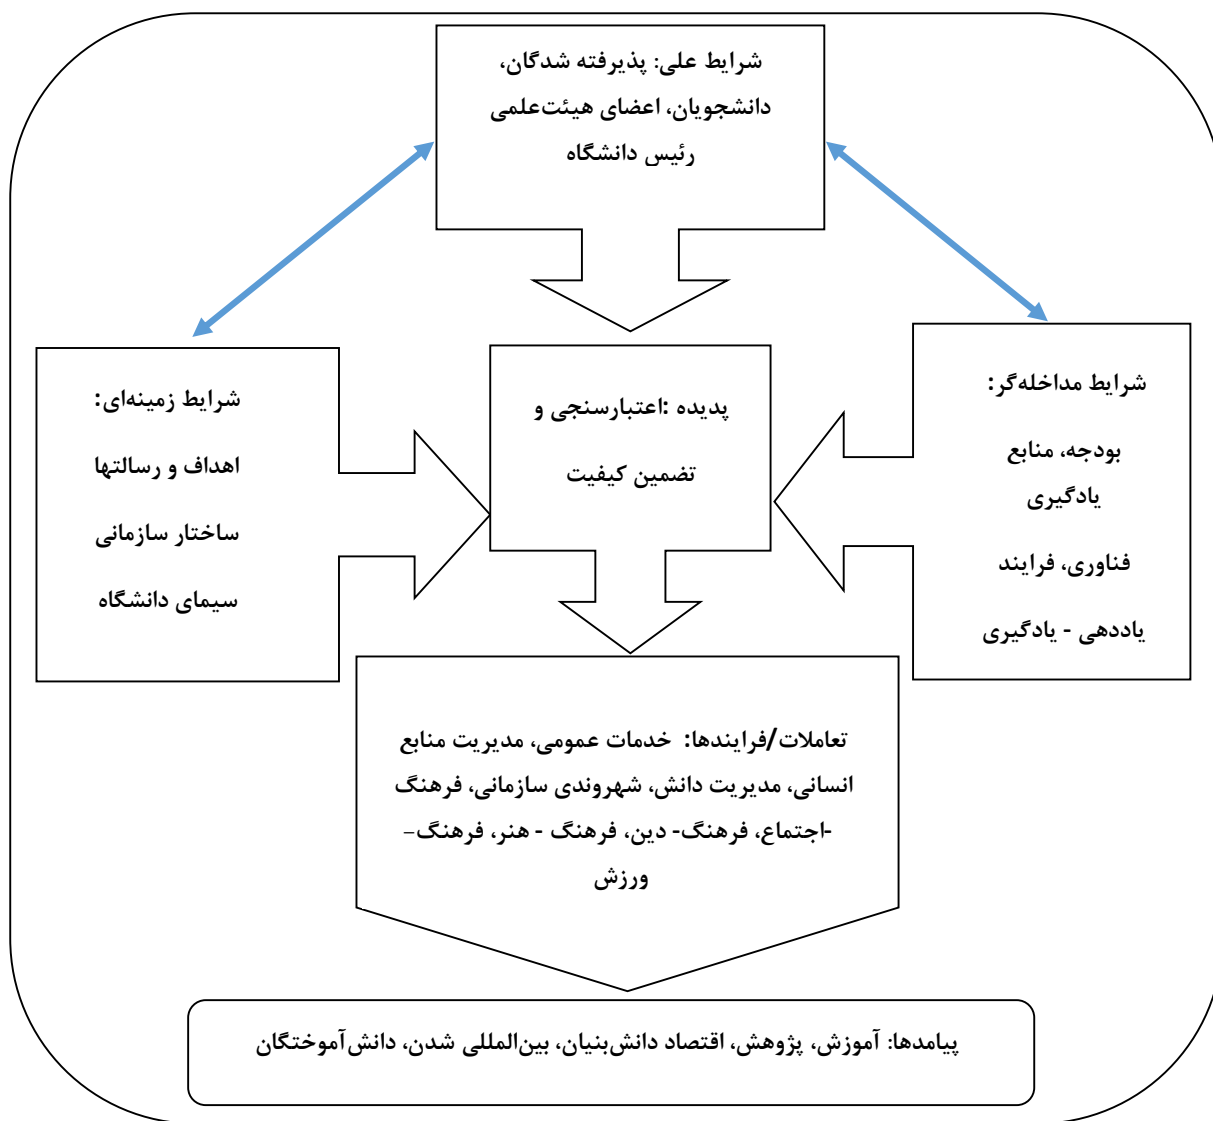 شرایط علی: پذیرفته شدگان،
دانشجویان، اعضای هیئت‌علمی
رئیس دانشگاه
شرایط مداخله‌گر:
بودجه، منابع
یادگیری
فناوری، فرایند
یاددهی - یادگیری
پدیده :اعتبارسنجی و
تضمین کیفیت
شرایط زمینه‌ای:
اهداف و رسالتها
ساختار سازمانی
سیمای دانشگاه
تعاملات/فرایندها: خدمات عمومی، مدیریت منابع
انسانی، مدیریت دانش، شهروندی سازمانی، فرهنگ
-اجتماع، فرهنگ- دین، فرهنگ - هنر، فرهنگ–
ورزش
پیامدها: آموزش، پژوهش، اقتصاد دانش‌بنیان، بین‌المللی شدن، دانش‌آموختگان